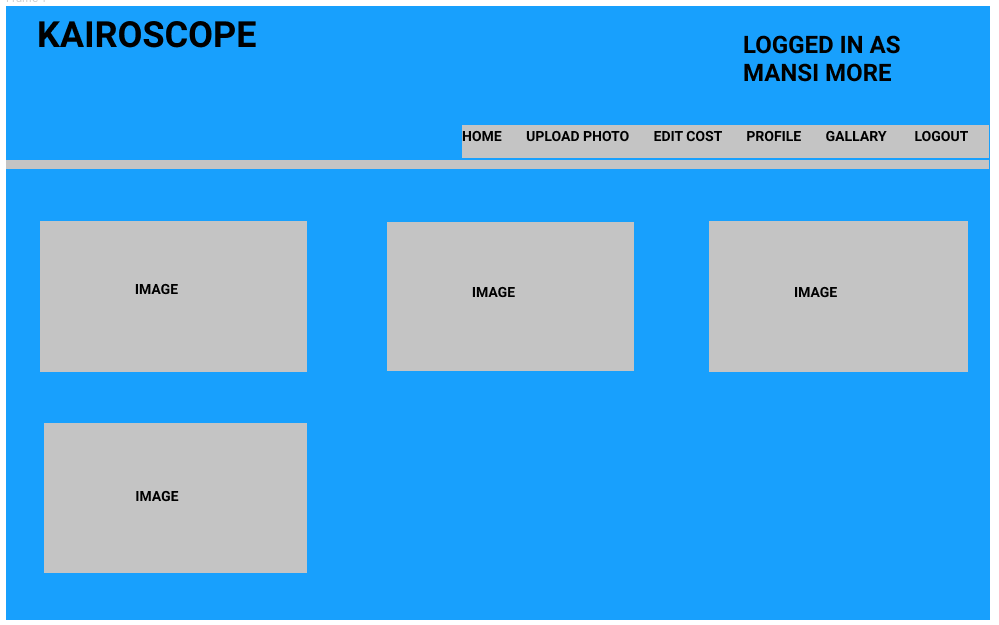 KAIROSCOPE
LOGGED IN AS
MANSI MORE
HOME UPLOAD PHOTO EDIT COST PROFILE GALLARY LOGOUT
IMAGE IMAGE IMAGE
IMAGE